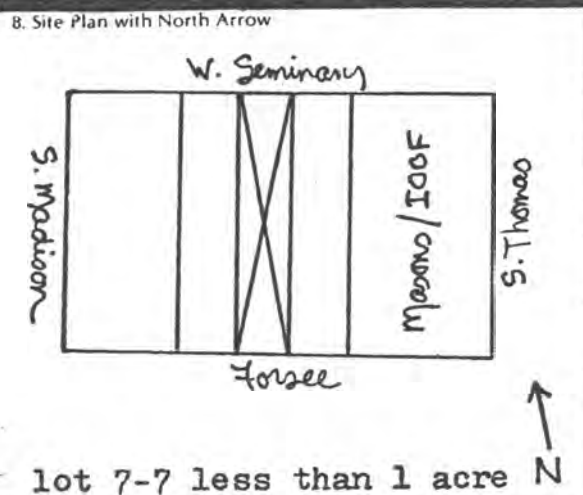 8. Site Plan with North Arrow
W. Seminary
S. Madison
Masons/IOOF
S. Thomas
Forsee
lot 7-7 less than 1 acre N